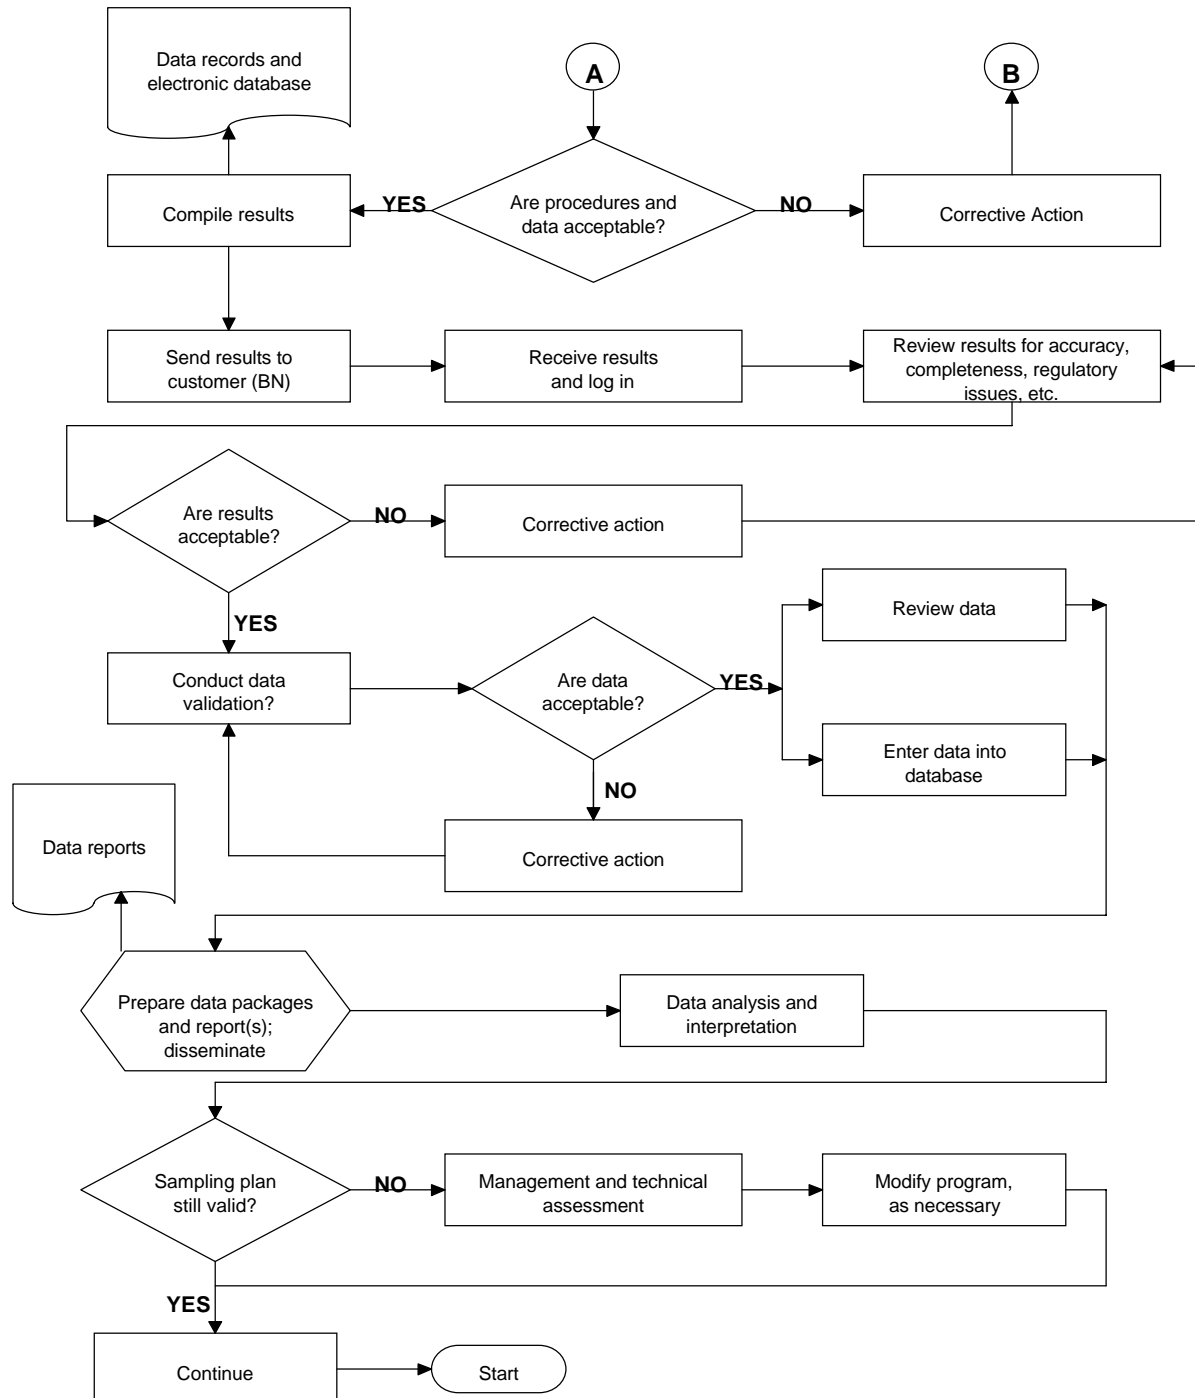 Data records and
electronic database
A
B
Compile results
YES
Are procedures and
data acceptable?
NO
Corrective Action
Send results to
customer (BN)
Receive results
and log in
Review results for accuracy,
completeness, regulatory
issues, etc.
Are results
acceptable?
NO
Corrective action
YES
Conduct data
validation?
Are data
acceptable?
YES
Review data
Enter data into
database
NO
Corrective action
Data reports
Prepare data packages
and report(s);
disseminate
Data analysis and
interpretation
Sampling plan
still valid?
NO
Management and technical
assessment
Modify program,
as necessary
YES
Continue
Start